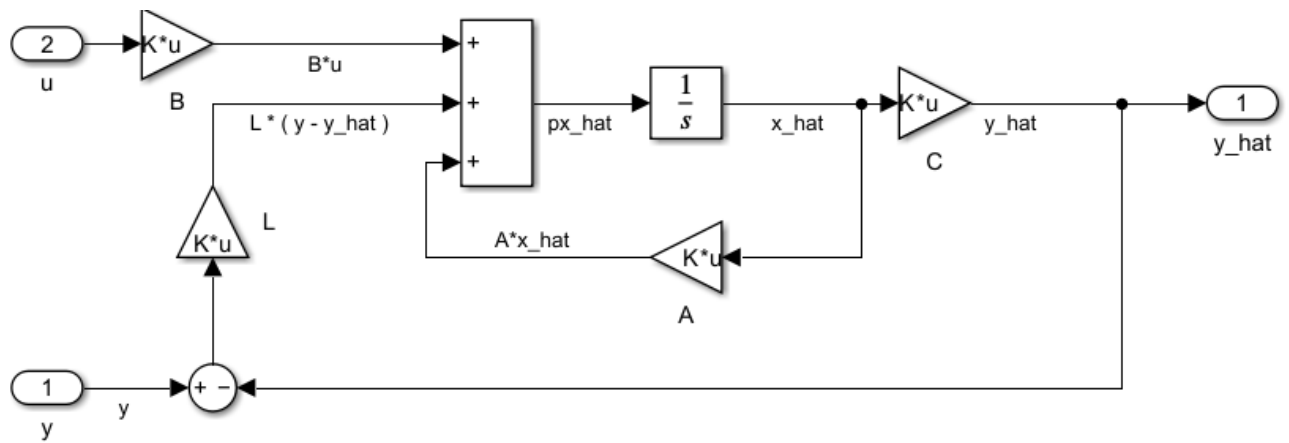 2
u
K*u
B
B*u
+
+
+
L * ( y - y_hat )
px_hat
1
s
x_hat
K*u
C
y_hat
1
y_hat
K*u
L
A*x_hat
K*u
A
1
y
y
+ −